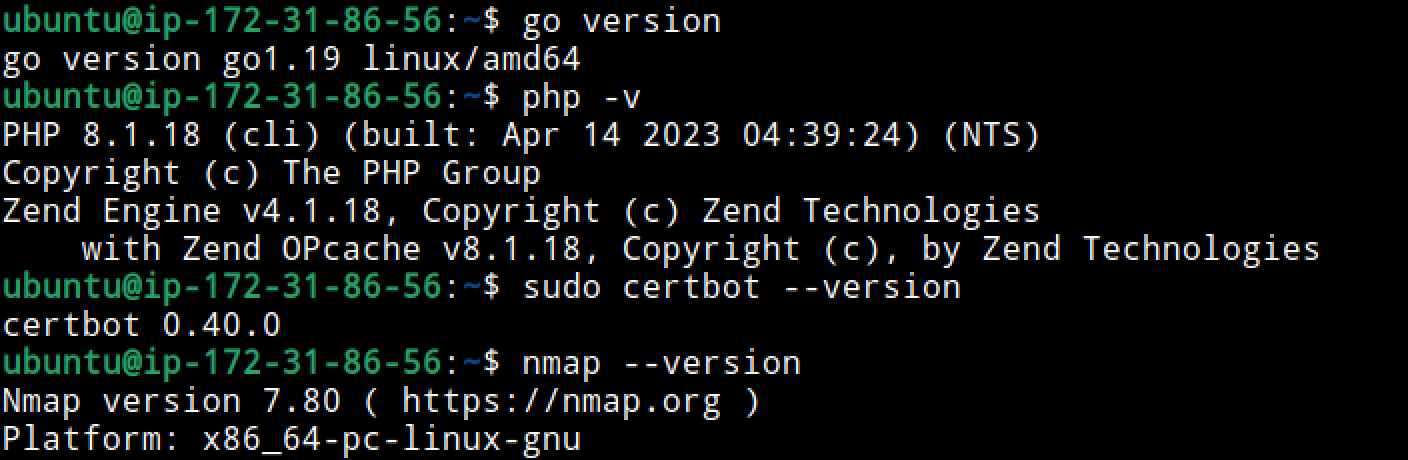 ubuntu@ip-172-31-86-56:~$ go version
go version go1.19 linux/amd64
ubuntu@ip-172-31-86-56:~$ php -v
PHP 8.1.18 (cli) (built: Apr 14 2023 04:39:24) (NTS)
Copyright (c) The PHP Group
Zend Engine v4.1.18, Copyright (c) Zend Technologies
    with Zend OPcache v8.1.18, Copyright (c), by Zend Technologies
ubuntu@ip-172-31-86-56:~$ sudo certbot --version
certbot 0.40.0
ubuntu@ip-172-31-86-56:~$ nmap --version
Nmap version 7.80 ( https://nmap.org )
Platform: x86_64-pc-linux-gnu